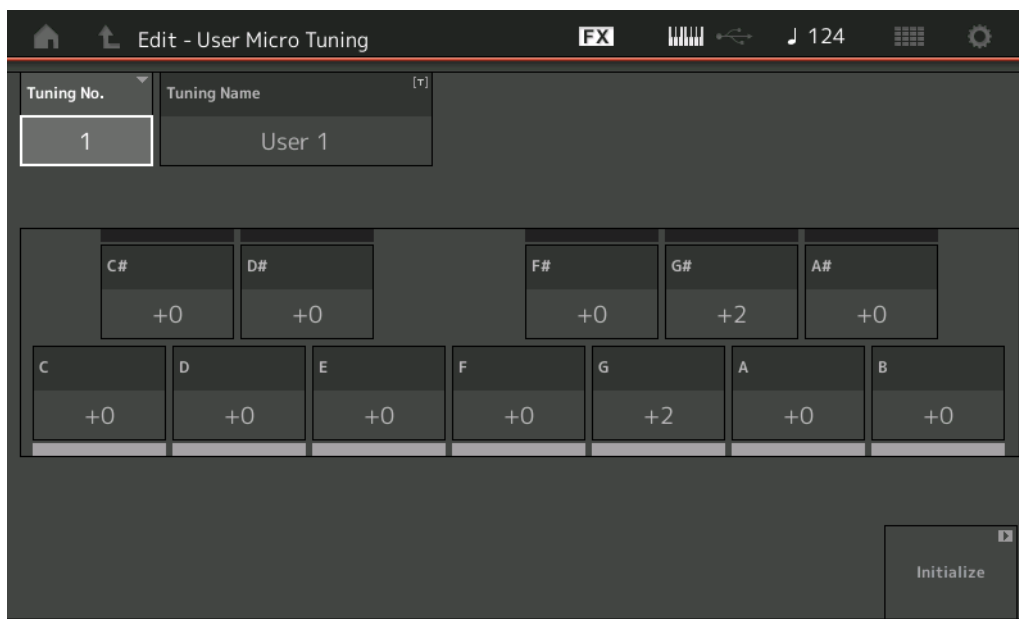 Edit - User Micro Tuning FX 124
Tuning No. Tuning Name [T]
1 User 1
C# D# F# G# A#
+0 +0 +0 +2 +0
C D E F G A B
+0 +0 +0 +0 +2 +0 +0
Initialize